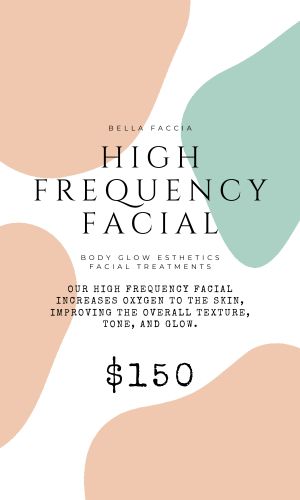 BELLA FACCIA
HIGH
FREQUENCY
FACIAL
BODY GLOW ESTHETICS
FACIAL TREATMENTS
OUR HIGH FREQUENCY FACIAL
INCREASES OXYGEN TO THE SKIN,
IMPROVING THE OVERALL TEXTURE,
TONE, AND GLOW.
$150